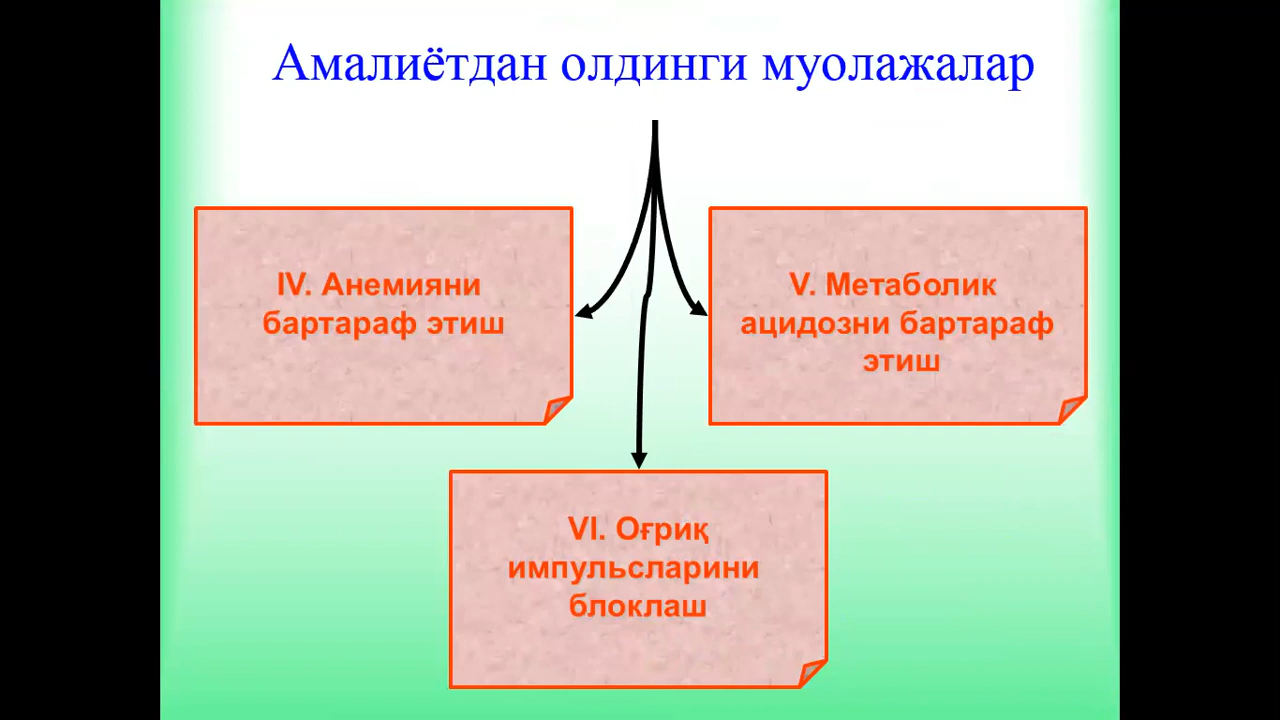 Амалиётдан олдинги муолажалар
IV. Анемияни
бартараф этиш
V. Метаболик
ацидозни бартараф
этиш
VI. Оғриқ
импульсларини
блоклаш